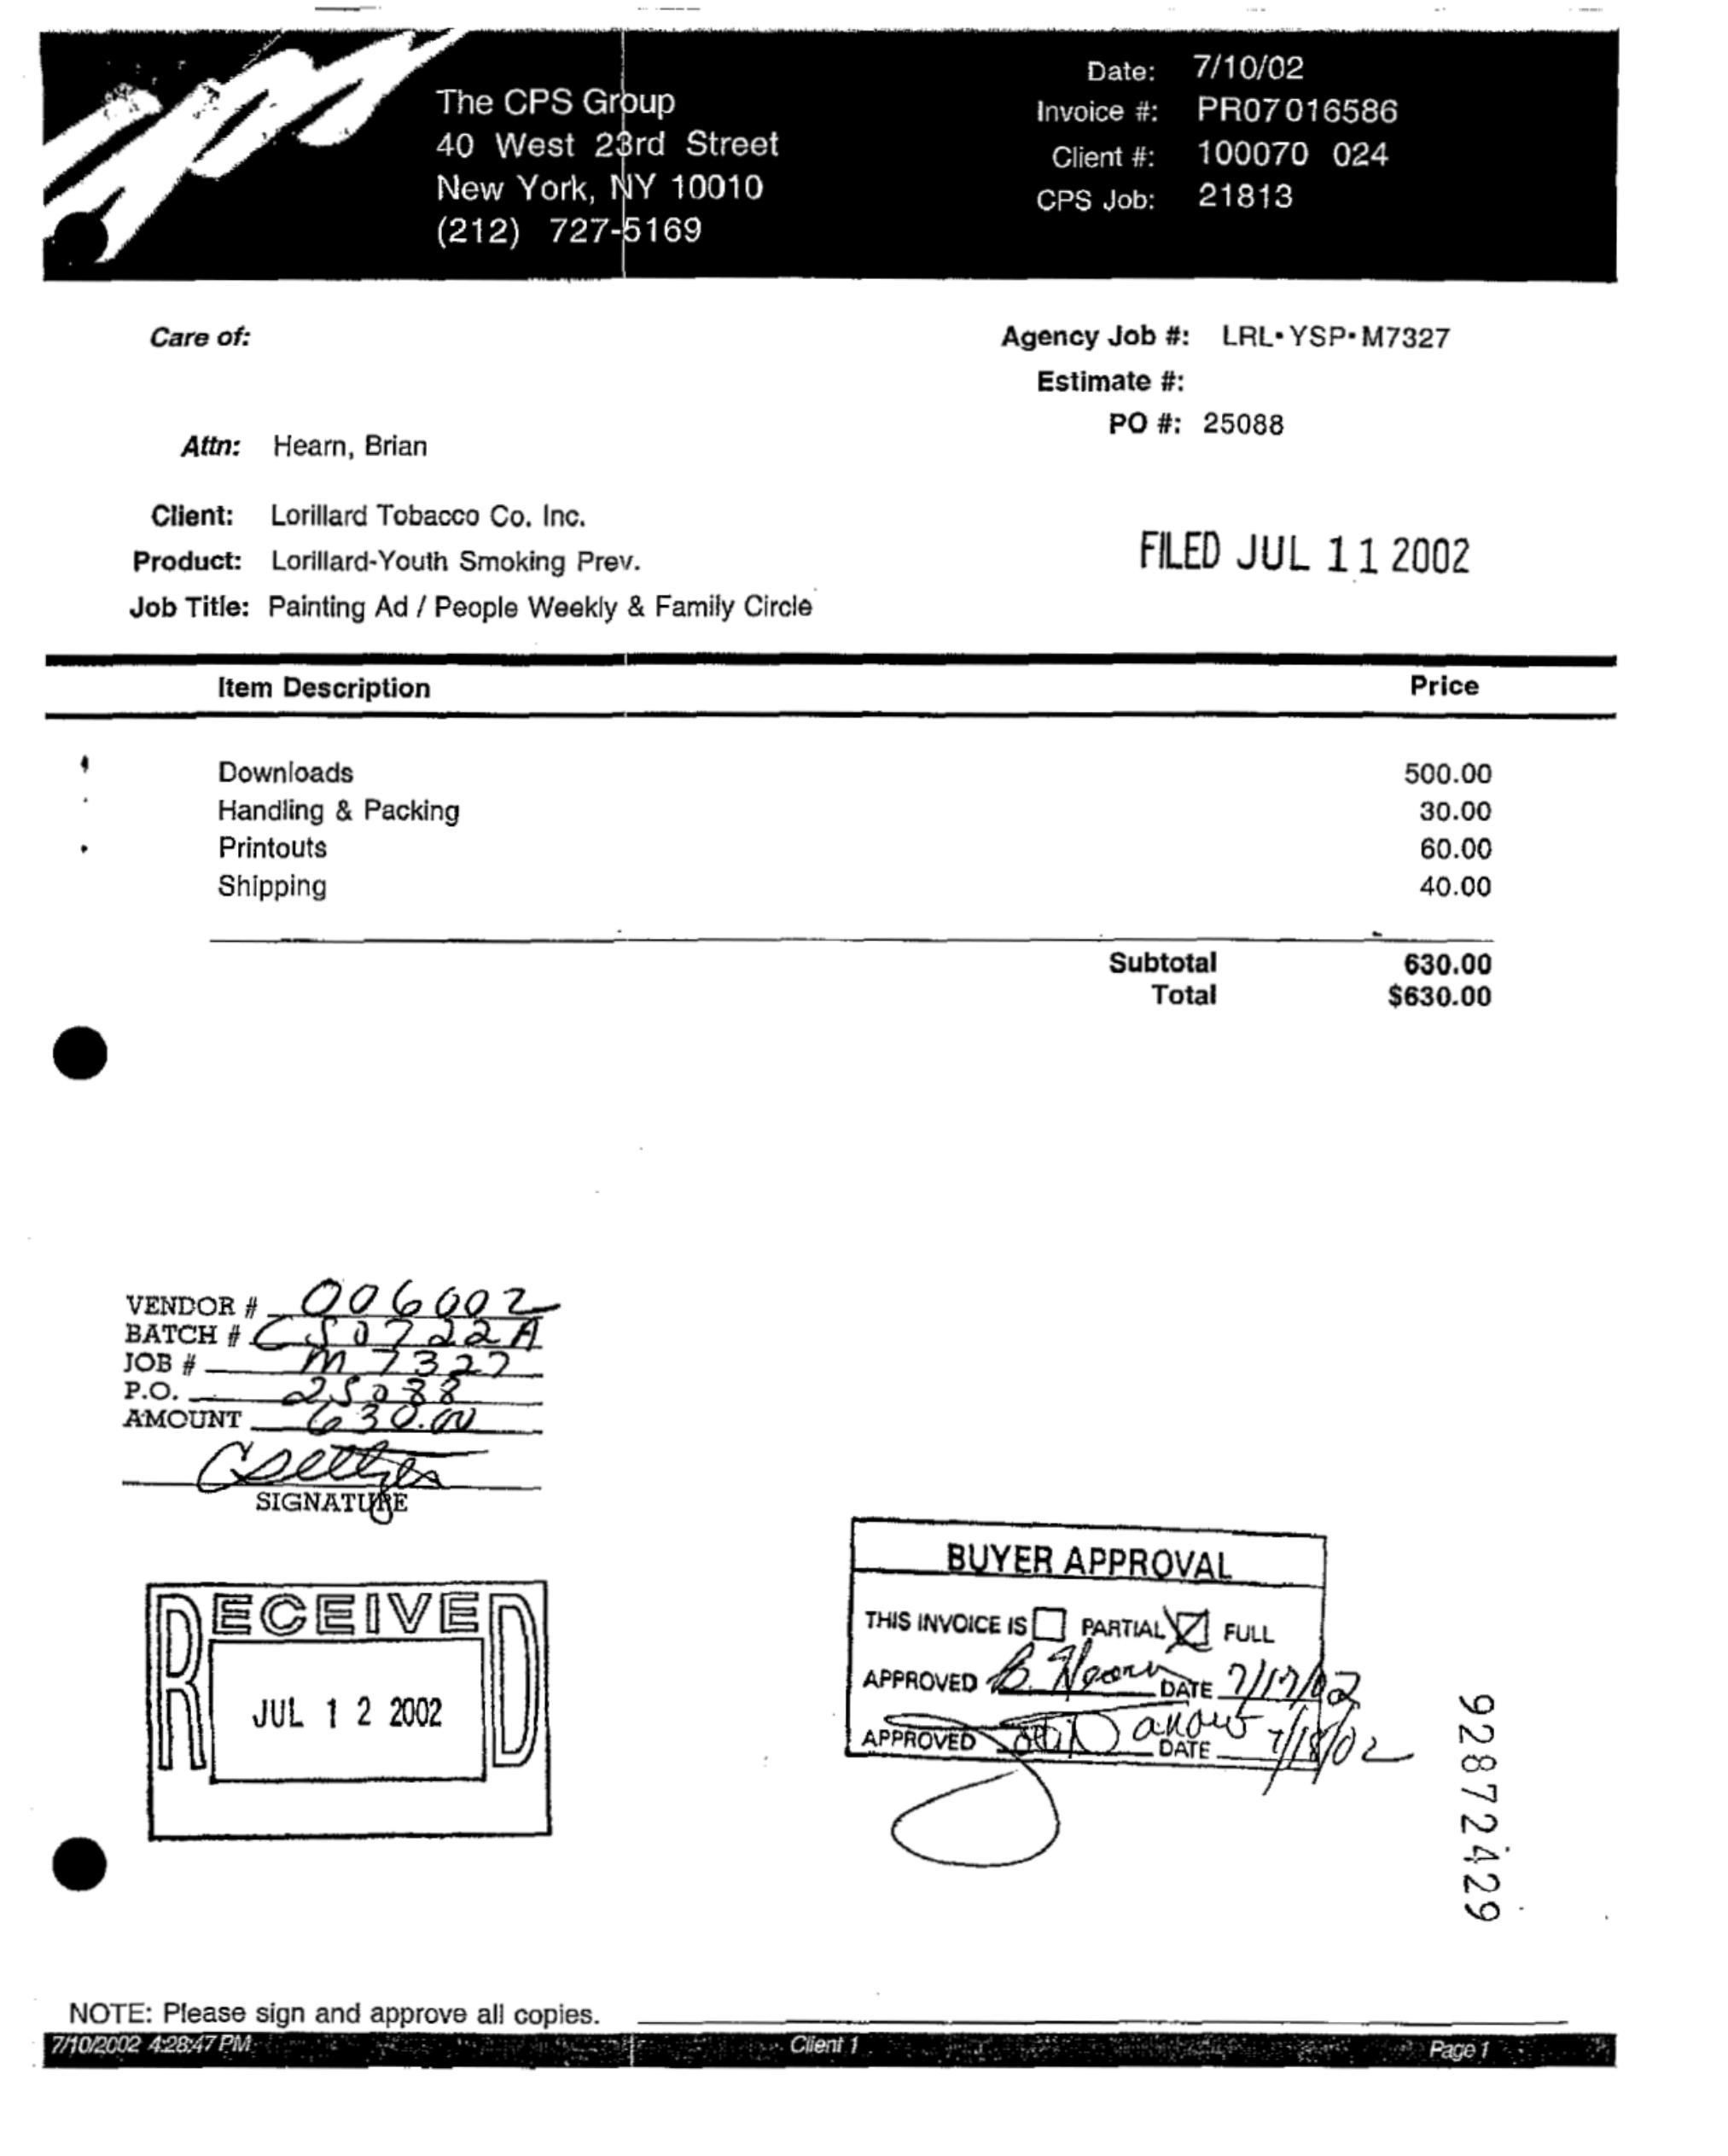 The CPS Group
40 West 23rd Street
New York, NY 10010
(212) 727-5169
Date: 7/10/02
Invoice #: PR07016586
Client #: 100070 024
CPS Job: 21813
Care of:
Agency Job #: LRL•YSP•M7327
Estimate #:
PO #: 25088
Attn: Hearn, Brian
Client: Lorillard Tobacco Co. Inc.
Product: Lorillard-Youth Smoking Prev.
Job Title: Painting Ad / People Weekly & Family Circle
FILED JUL 11 2002
Item Description Price
Downloads 500.00
Handling & Packing 30.00
Printouts 60.00
Shipping 40.00
Subtotal 630.00
Total $630.00
VENDOR # 006002
BATCH # CS0722A
JOB # M7327
P.O. 25088
AMOUNT 630.00
SIGNATURE
RECEIVED
JUL 12 2002
BUYER APPROVAL
THIS INVOICE IS PARTIAL FULL
APPROVED B. Hearn DATE 7/17/02
APPROVED DATE 7/18/02
92872429
NOTE: Please sign and approve all copies.
7/10/2002 4:28:47 PM Client 1 Page 1